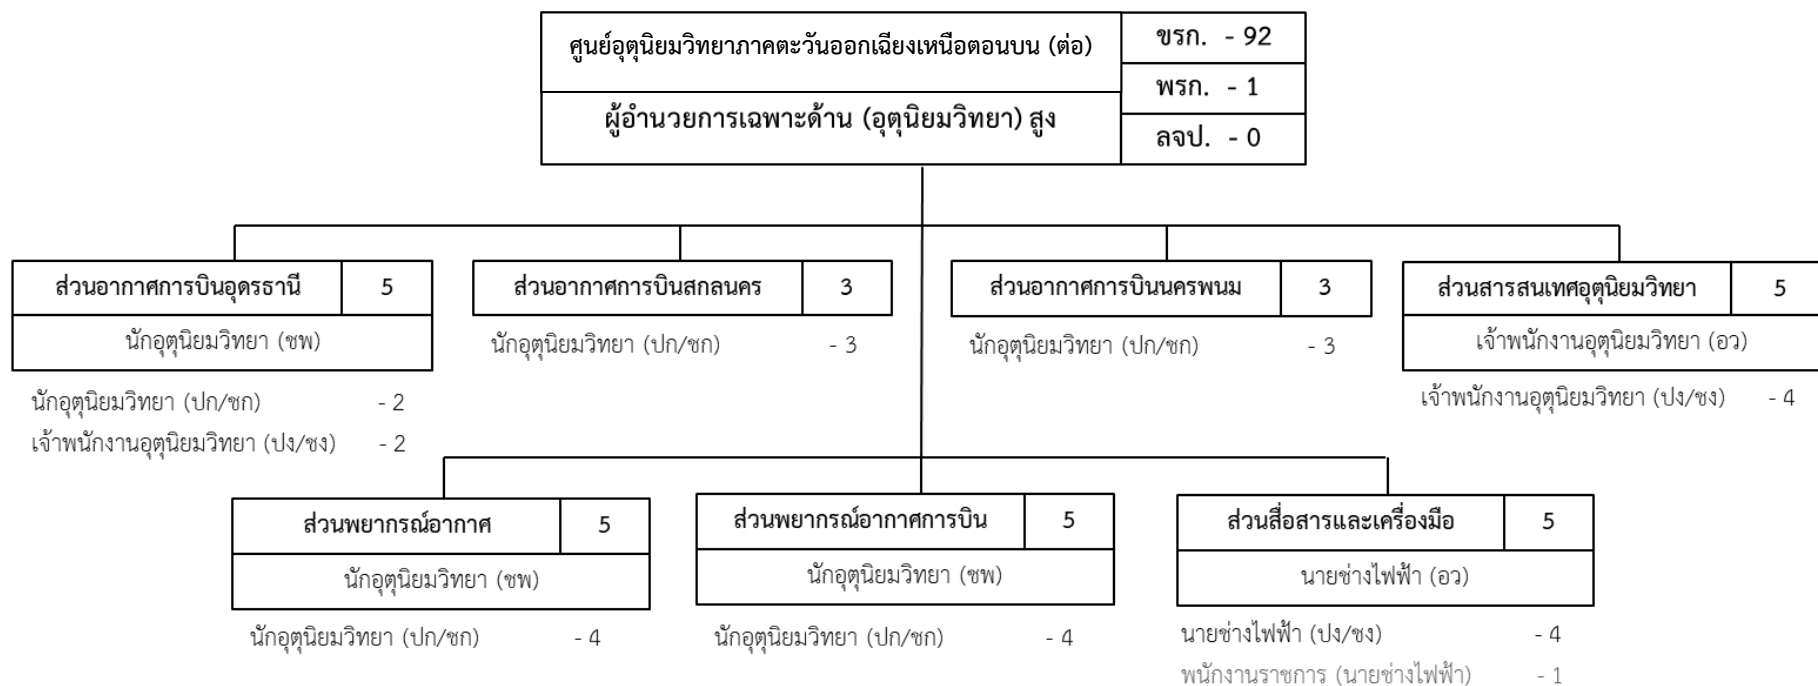 ศูนย์อุตุนิยมวิทยาภาคตะวันออกเฉียงเหนือตอนบน (ต่อ)
ผู้อำนวยการเฉพาะด้าน (อุตุนิยมวิทยา) สูง
ขรก. - 92
พรก. - 1
ลจป. - 0
ส่วนอากาศการบินอุดรธานี 5
นักอุตุนิยมวิทยา (ชพ)
นักอุตุนิยมวิทยา (ปก/ชก) - 2
เจ้าพนักงานอุตุนิยมวิทยา (ปง/ชง) - 2
ส่วนอากาศการบินสกลนคร 3
นักอุตุนิยมวิทยา (ปก/ชก) - 3
ส่วนอากาศการบินนครพนม 3
นักอุตุนิยมวิทยา (ปก/ชก) - 3
ส่วนสารสนเทศอุตุนิยมวิทยา 5
เจ้าพนักงานอุตุนิยมวิทยา (อว)
เจ้าพนักงานอุตุนิยมวิทยา (ปง/ชง) - 4
ส่วนพยากรณ์อากาศ 5
นักอุตุนิยมวิทยา (ชพ)
นักอุตุนิยมวิทยา (ปก/ชก) - 4
ส่วนพยากรณ์อากาศการบิน 5
นักอุตุนิยมวิทยา (ชพ)
นักอุตุนิยมวิทยา (ปก/ชก) - 4
ส่วนสื่อสารและเครื่องมือ 5
นายช่างไฟฟ้า (อว)
นายช่างไฟฟ้า (ปง/ชง) - 4
พนักงานราชการ (นายช่างไฟฟ้า) - 1